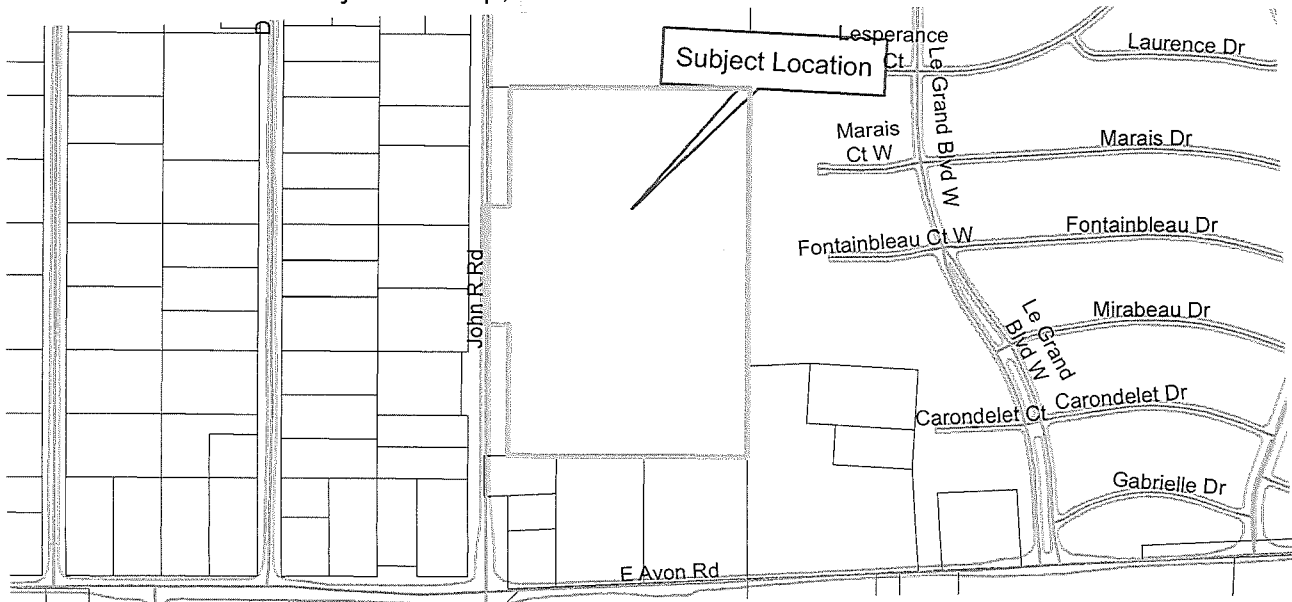 D
Subject Location
Lesperance
Ct
Le Grand Blvd W
Laurence Dr
Marais
Ct W
Marais Dr
Fontainbleau Ct W
Fontainbleau Dr
John R Rd
Le Grand
Blvd W
Mirabeau Dr
Carondelet Ct
Carondelet Dr
Gabrielle Dr
E Avon Rd